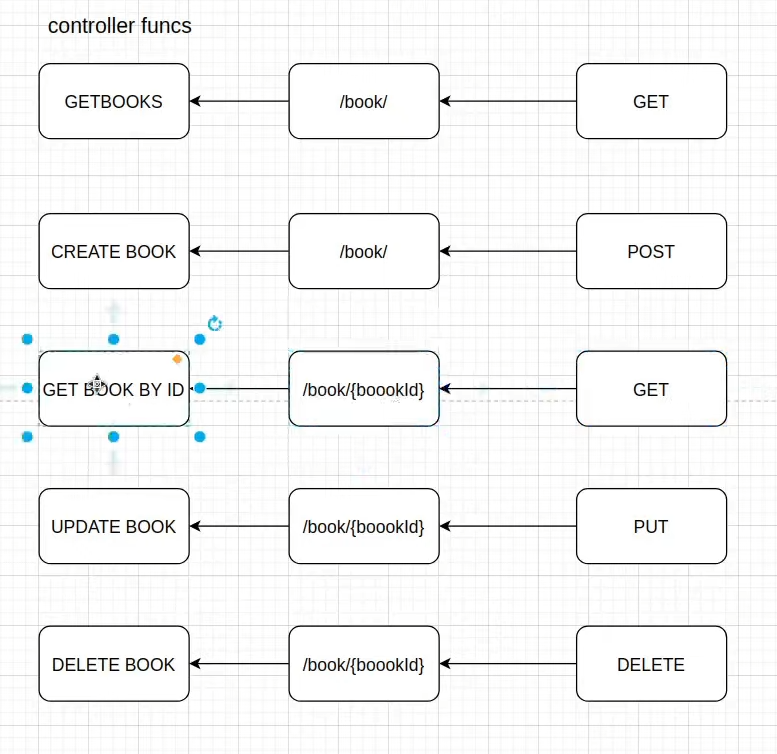 controller funcs
GETBOOKS /book/ GET
CREATE BOOK /book/ POST
GET BOOK BY ID /book/{boookId} GET
UPDATE BOOK /book/{boookId} PUT
DELETE BOOK /book/{boookId} DELETE